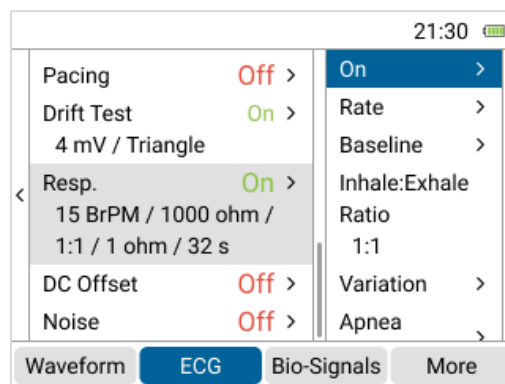 21:30
Pacing Off >
Drift Test On >
4 mV / Triangle
Resp. On >
15 BrPM / 1000 ohm /
1:1 / 1 ohm / 32 s
DC Offset Off >
Noise Off >
<
On >
Rate >
Baseline >
Inhale:Exhale
Ratio
1:1
Variation >
Apnea >
Waveform ECG Bio-Signals More